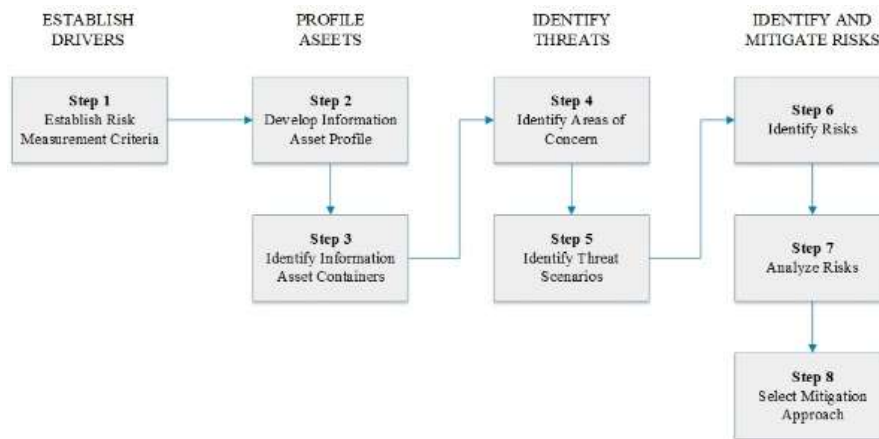 ESTABLISH
DRIVERS
PROFILE
ASEETS
IDENTIFY
THREATS
IDENTIFY AND
MITIGATE RISKS
Step 1
Establish Risk
Measurement Criteria
Step 2
Develop Information
Asset Profile
Step 3
Identify Information
Asset Containers
Step 4
Identify Areas of
Concern
Step 5
Identify Threat
Scenarios
Step 6
Identify Risks
Step 7
Analyze Risks
Step 8
Select Mitigation
Approach